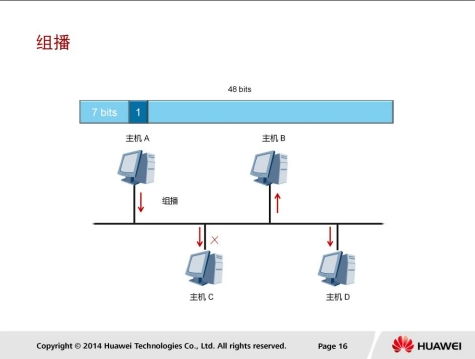 组播
48 bits
7 bits 1
主机 A 主机 B
组播
主机 C 主机 D
Copyright © 2014 Huawei Technologies Co., Ltd. All rights reserved. Page 16 HUAWEI